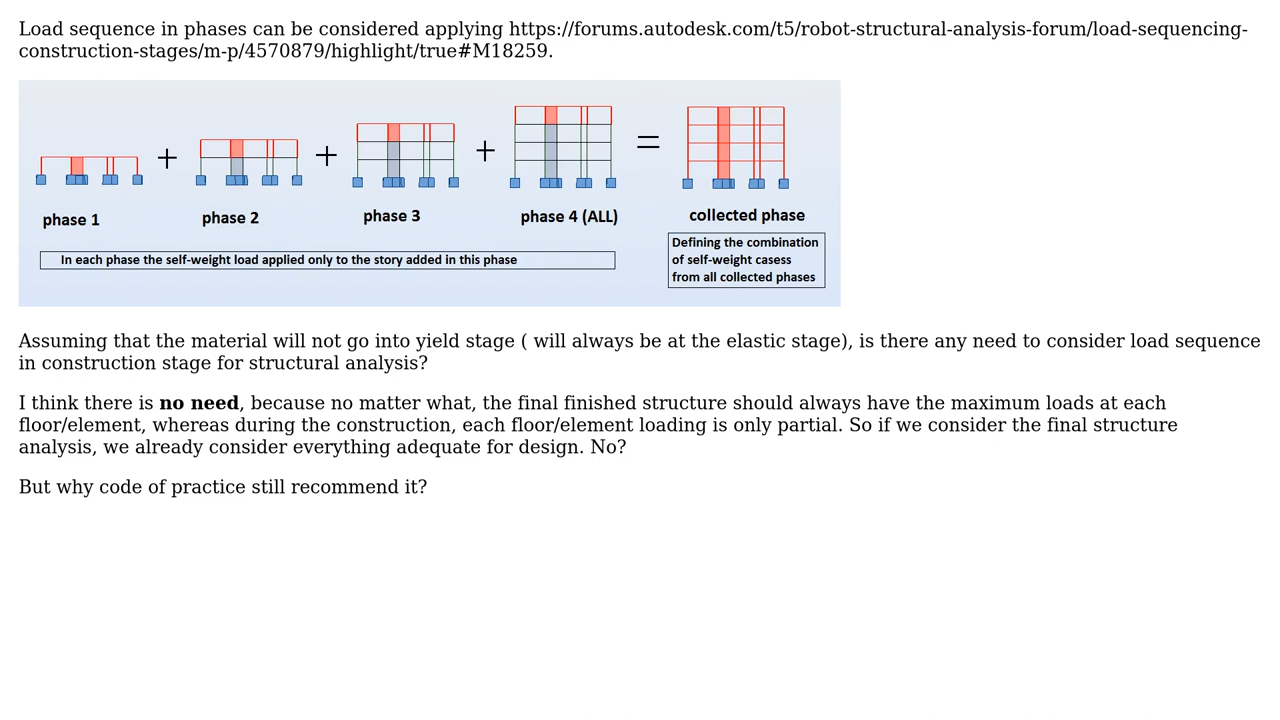 Load sequence in phases can be considered applying https://forums.autodesk.com/t5/robot-structural-analysis-forum/load-sequencing-
construction-stages/m-p/4570879/highlight/true#M18259.
+ + + =
phase 1 phase 2 phase 3 phase 4 (ALL) collected phase
In each phase the self-weight load applied only to the story added in this phase
Defining the combination
of self-weight casess
from all collected phases
Assuming that the material will not go into yield stage ( will always be at the elastic stage), is there any need to consider load sequence
in construction stage for structural analysis?
I think there is no need, because no matter what, the final finished structure should always have the maximum loads at each
floor/element, whereas during the construction, each floor/element loading is only partial. So if we consider the final structure
analysis, we already consider everything adequate for design. No?
But why code of practice still recommend it?